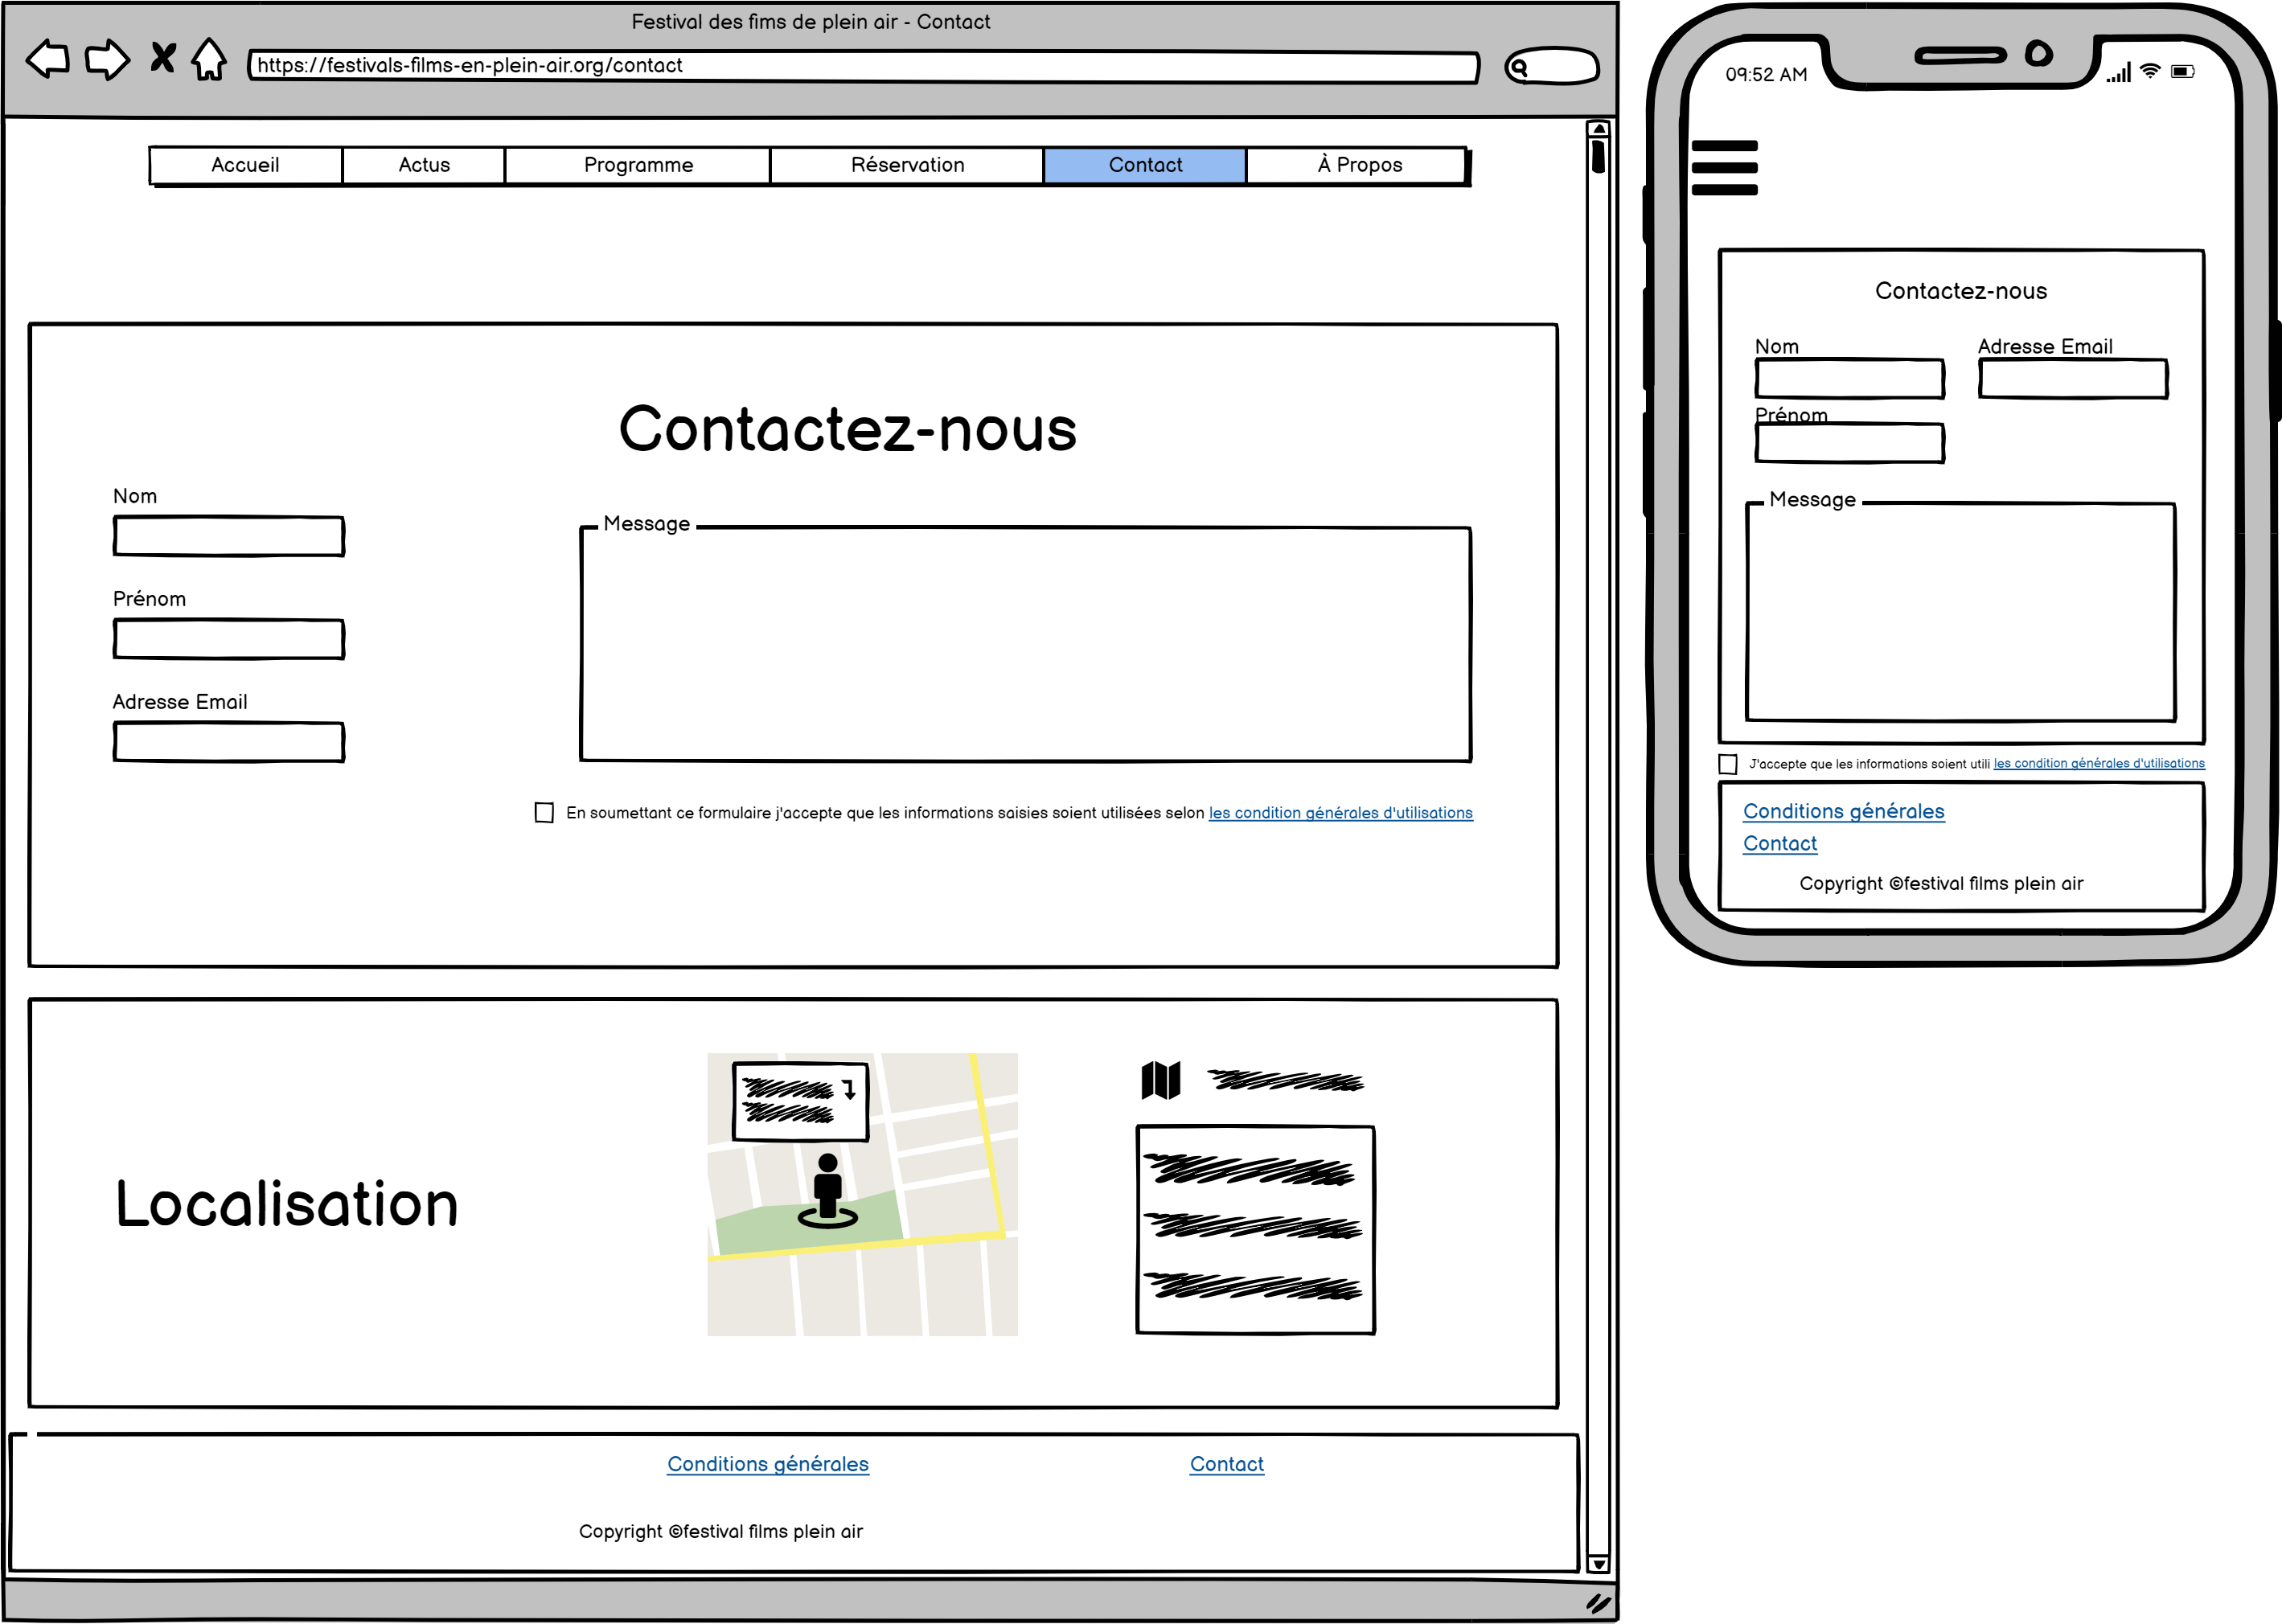 Festival des fims de plein air - Contact
https://festivals-films-en-plein-air.org/contact
Accueil Actus Programme Réservation Contact À Propos
Contactez-nous
Nom
Prénom
Adresse Email
Message
En soumettant ce formulaire j'accepte que les informations saisies soient utilisées selon les condition générales d'utilisations
Localisation
Conditions générales Contact
Copyright ©festival films plein air
09:52 AM
Contactez-nous
Nom Adresse Email
Prénom
Message
J'accepte que les informations soient utili les condition générales d'utilisations
Conditions générales
Contact
Copyright ©festival films plein air